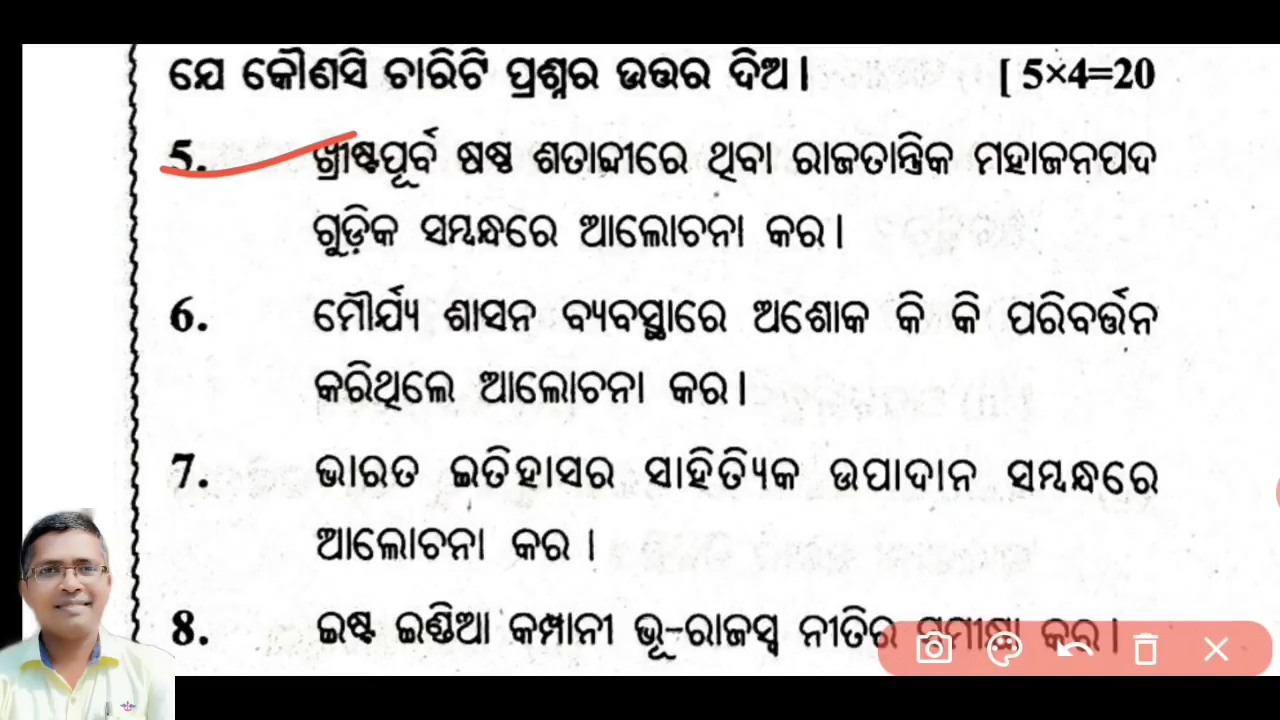 ଯେ କୌଣସି ଚାରିଟି ପ୍ରଶ୍ନର ଉତ୍ତର ଦିଅ। [ 5×4=20
5. ଖ୍ରୀଷ୍ଟପୂର୍ବ ଷଷ୍ଠ ଶତାବ୍ଦୀରେ ଥିବା ରାଜତାନ୍ତ୍ରିକ ମହାଜନପଦ
ଗୁଡ଼ିକ ସମ୍ବନ୍ଧରେ ଆଲୋଚନା କର।
6. ମୌର୍ଯ୍ୟ ଶାସନ ବ୍ୟବସ୍ଥାରେ ଅଶୋକ କି କି ପରିବର୍ତ୍ତନ
କରିଥିଲେ ଆଲୋଚନା କର।
7. ଭାରତ ଇତିହାସର ସାହିତ୍ୟିକ ଉପାଦାନ ସମ୍ବନ୍ଧରେ
ଆଲୋଚନା କର।
8. ଇଷ୍ଟ ଇଣ୍ଡିଆ କମ୍ପାନୀ ଭୂ-ରାଜସ୍ୱ ନୀତିର ସମୀକ୍ଷା କର।